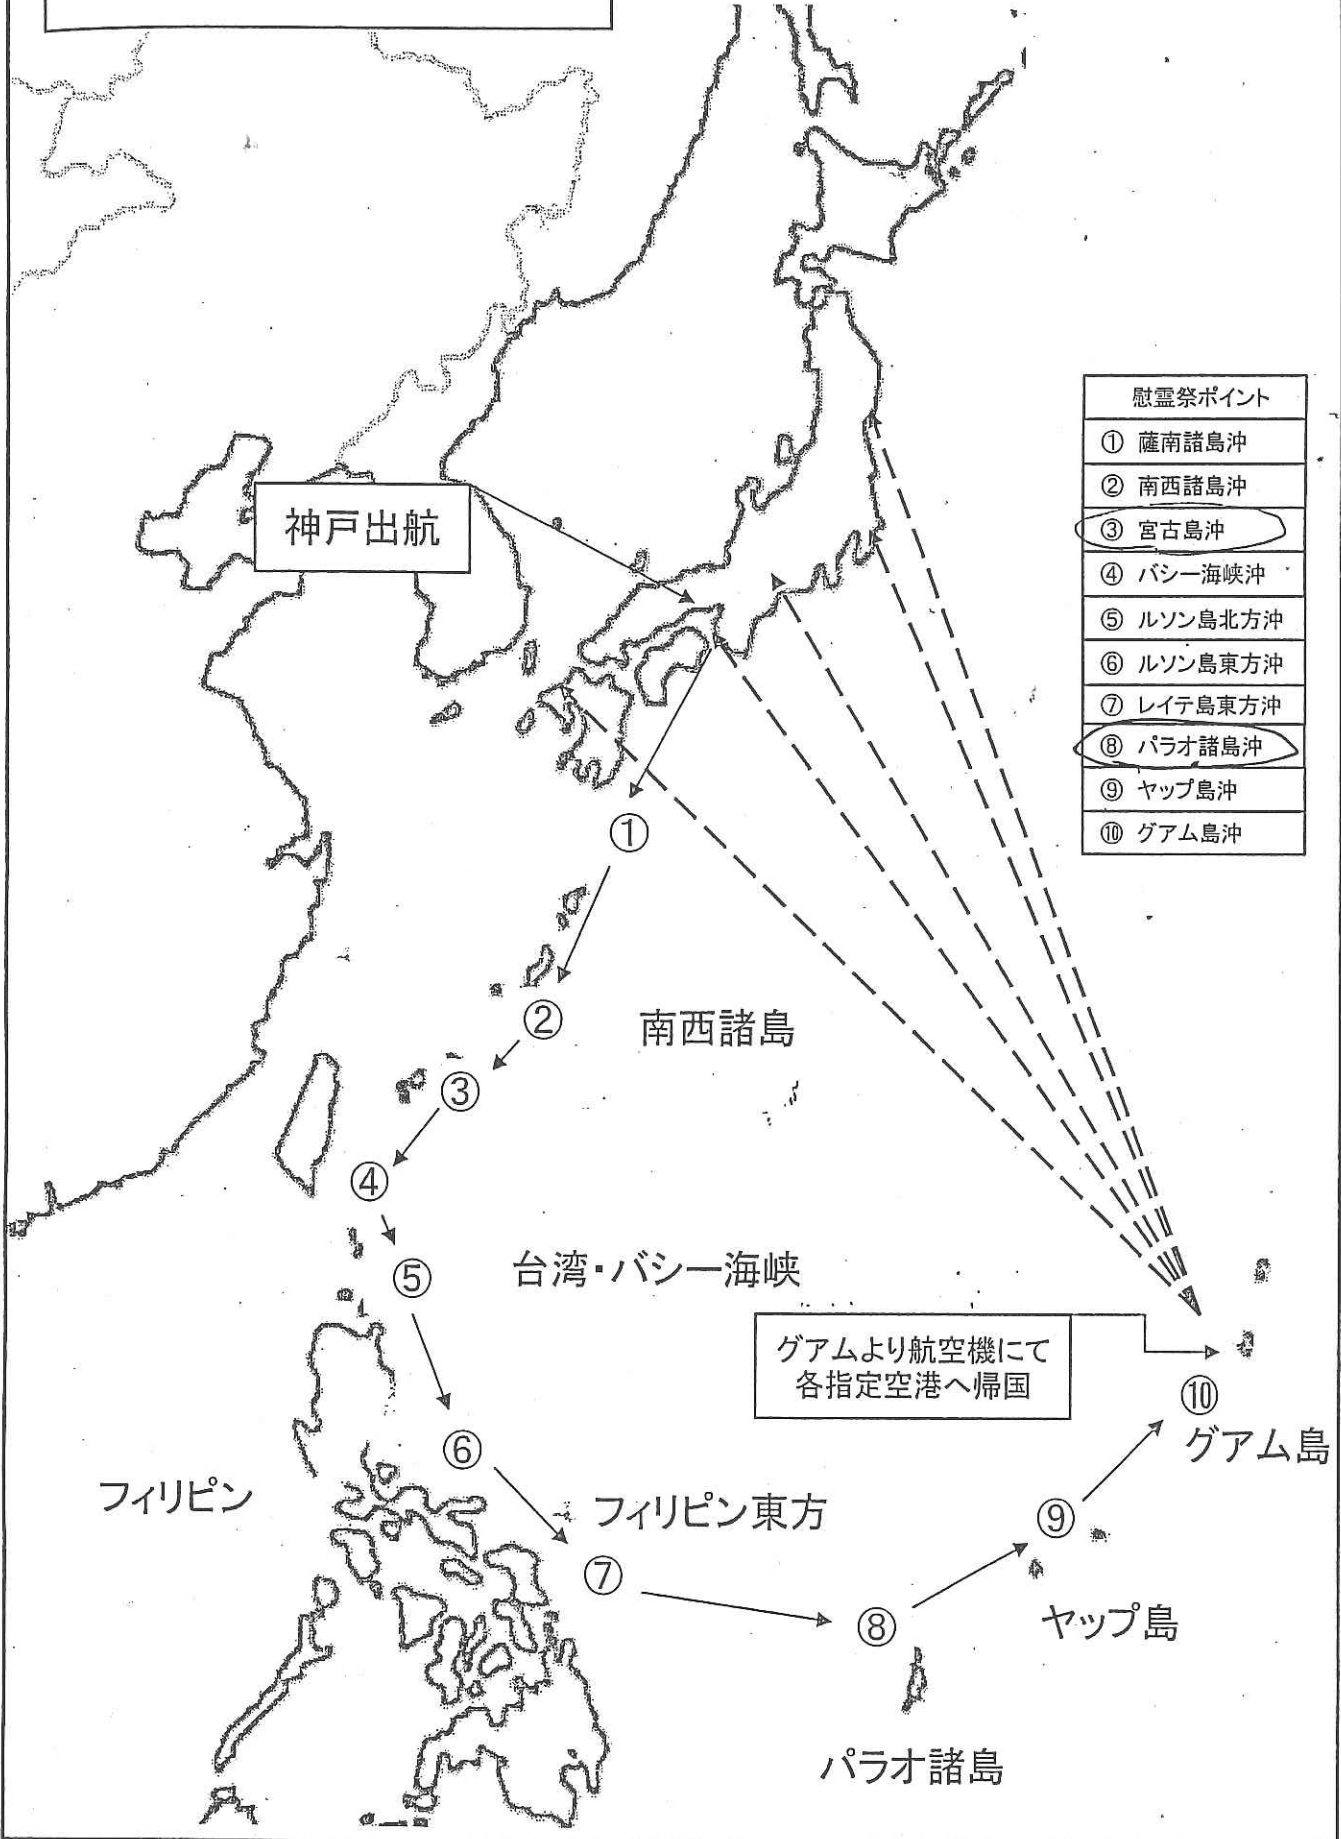 神戸出航
慰霊祭ポイント
① 薩南諸島沖
② 南西諸島沖
③ 宮古島沖
④ バシー海峡沖
⑤ ルソン島北方沖
⑥ ルソン島東方沖
⑦ レイテ島東方沖
⑧ パラオ諸島沖
⑨ ヤップ島沖
⑩ グアム島沖
①
②
南西諸島
③
④
⑤
台湾・バシー海峡
グアムより航空機にて
各指定空港へ帰国
⑩
グアム島
⑥
フィリピン
フィリピン東方
⑨
⑦
⑧
ヤップ島
パラオ諸島